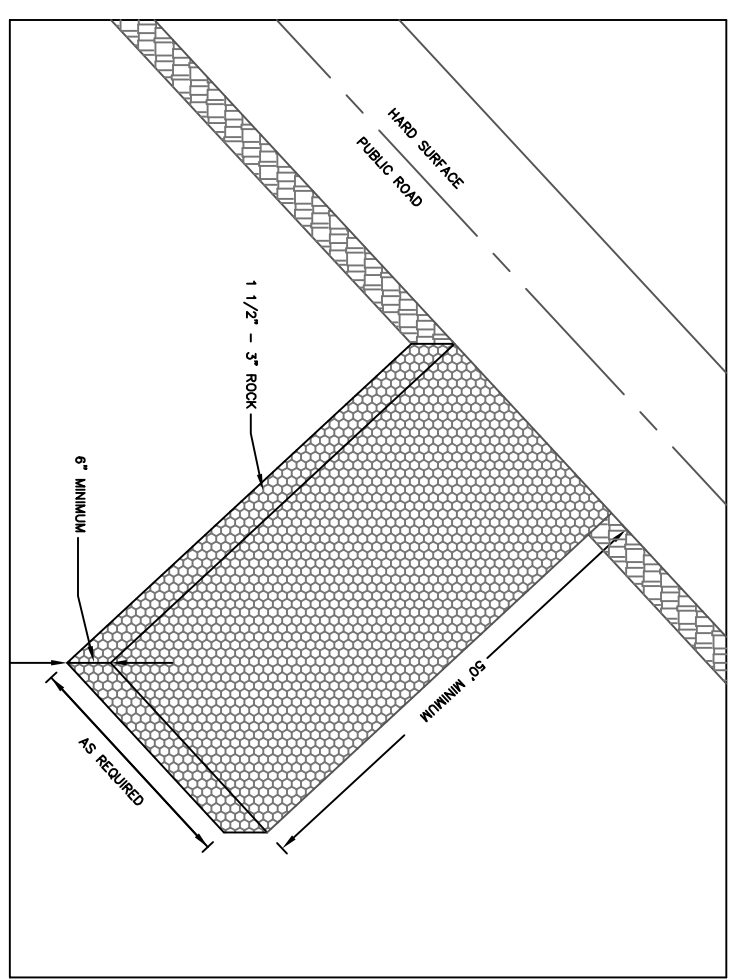 HARD SURFACE
PUBLIC ROAD
1 1/2" - 3" ROCK
6" MINIMUM
50' MINIMUM
AS REQUIRED